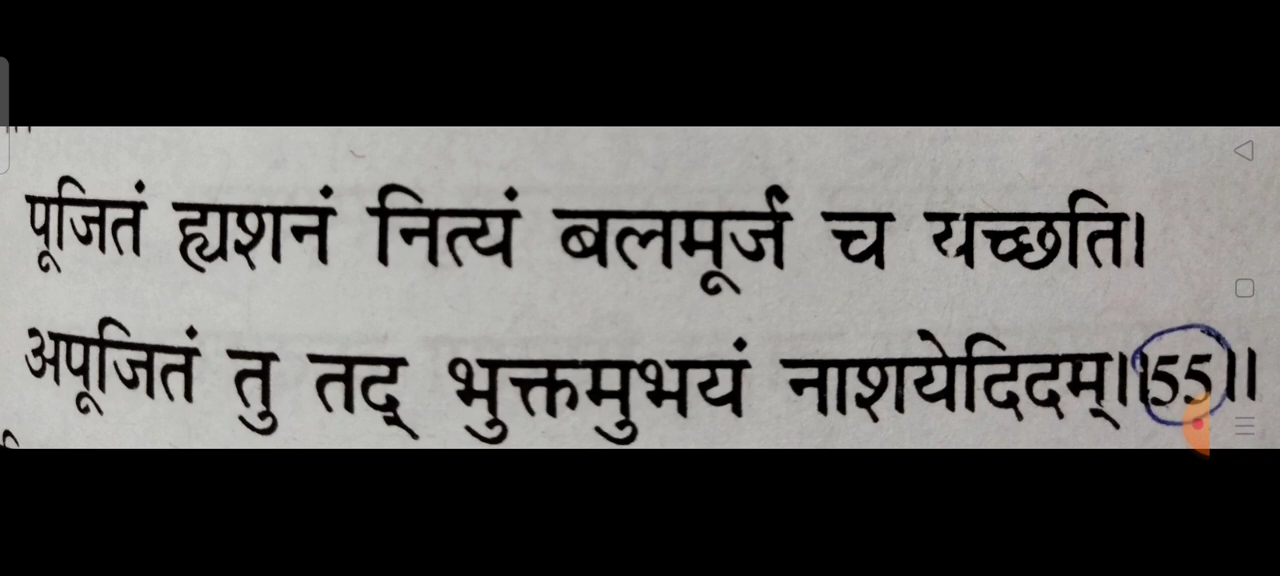 पूजितं ह्यशनं नित्यं बलमूर्जं च यच्छति।
अपूजितं तु तद् भुक्तमुभयं नाशयेदिदम्।।55।।